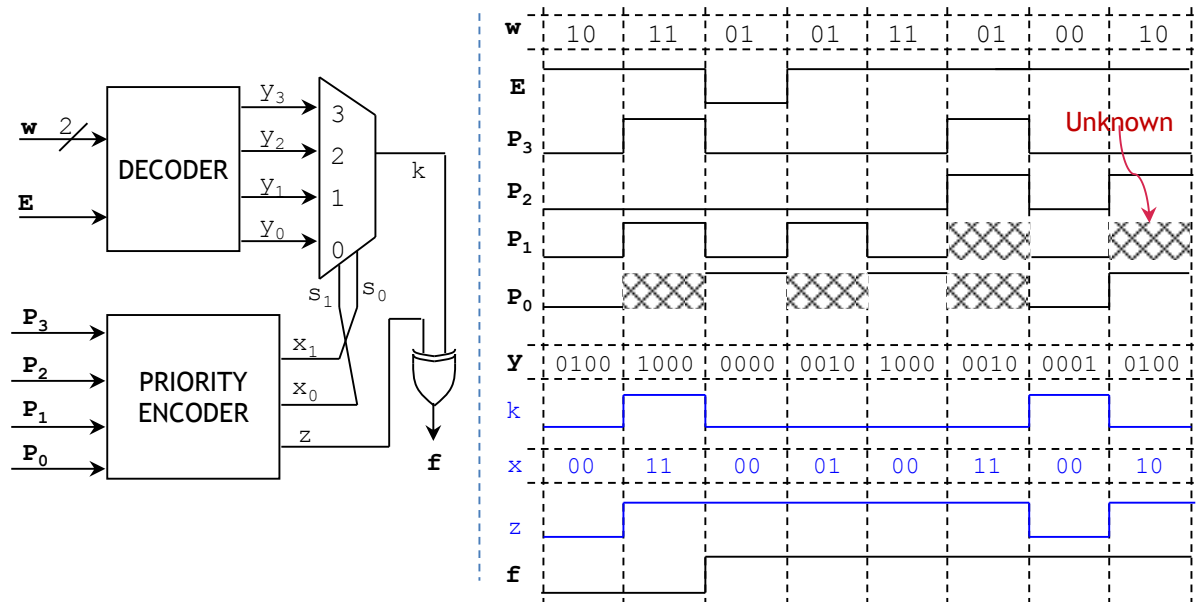 w
2
E
DECODER
y3
y2
y1
y0
3
2
1
0
k
s1
s0
P3
P2
P1
P0
PRIORITY
ENCODER
x1
x0
z
f
w 10 11 01 01 11 01 00 10
E
P3
Unknown
P2
P1
P0
y 0100 1000 0000 0010 1000 0010 0001 0100
k
x 00 11 00 01 00 11 00 10
z
f